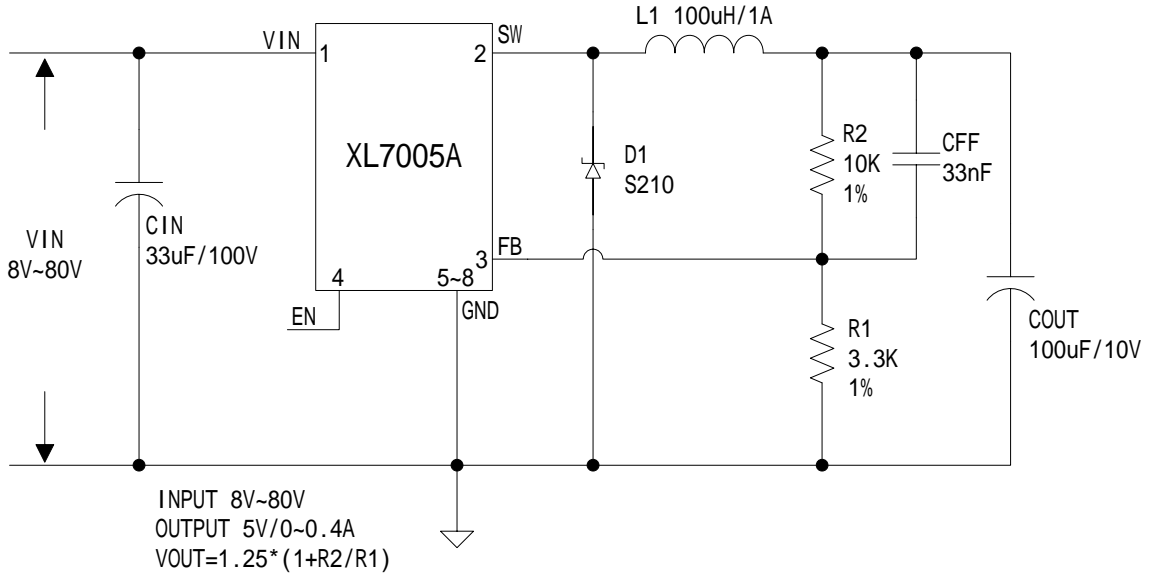 L1 100uH/1A
VIN
1
SW
2
XL7005A
R2
10K
1%
CFF
33nF
D1
S210
CIN
33uF/100V
VIN
8V~80V
FB
3
4
5~8
EN
GND
R1
3.3K
1%
COUT
100uF/10V
INPUT 8V~80V
OUTPUT 5V/0~0.4A
VOUT=1.25*(1+R2/R1)